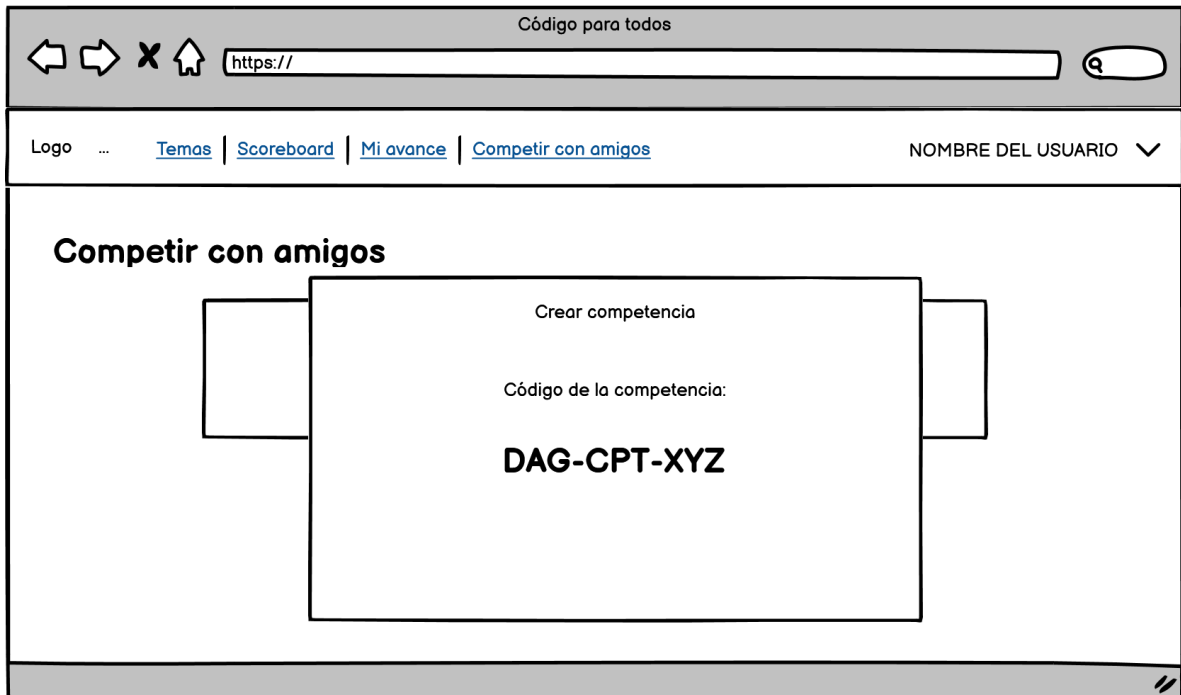 Código para todos
https://
Logo ... Temas | Scoreboard | Mi avance | Competir con amigos NOMBRE DEL USUARIO
Competir con amigos
Crear competencia
Código de la competencia:
DAG-CPT-XYZ